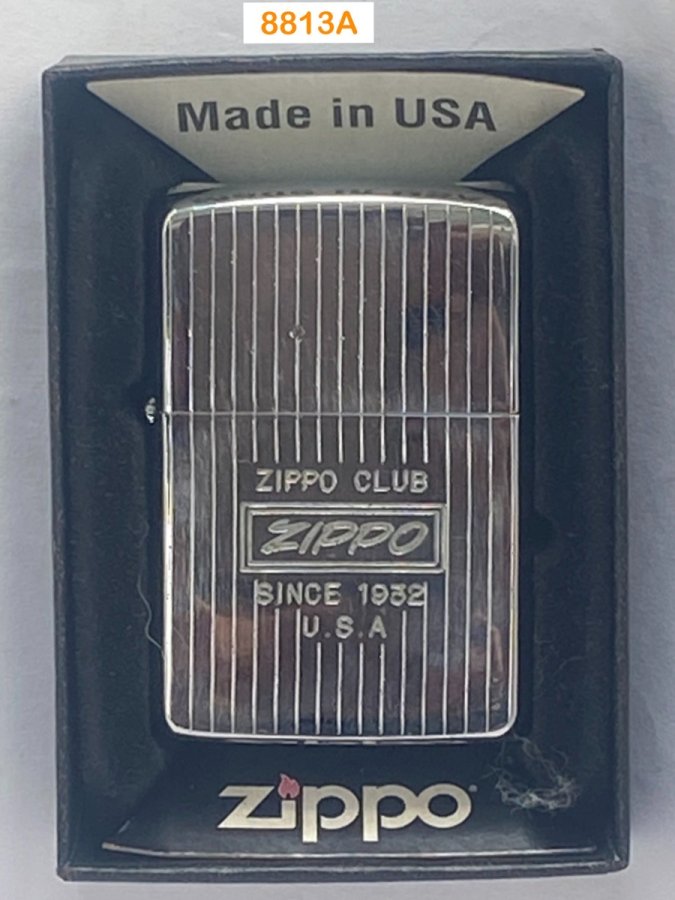 8813A
Made in USA
ZIPPO CLUB
ZIPPO
SINCE 1932
U.S.A
zippo